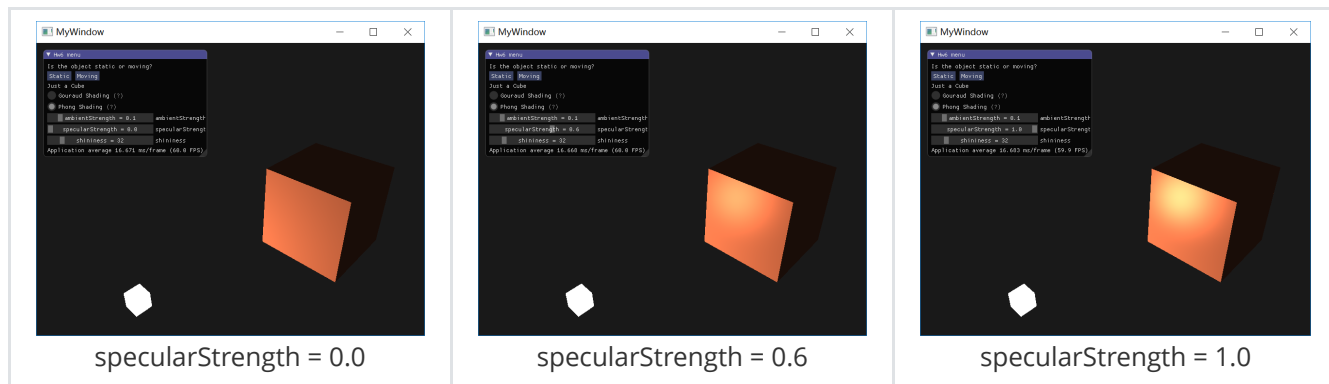 MyWindow
Hw6 menu
Is the object static or moving?
Static Moving
Just a Cube
Gouraud Shading (?)
Phong Shading (?)
ambientStrength = 0.1 ambientStrength
specularStrength = 0.0 specularStrengt
shininess = 32 shininess
Application average 16.671 ms/frame (60.0 FPS)
specularStrength = 0.0
MyWindow
Hw6 menu
Is the object static or moving?
Static Moving
Just a Cube
Gouraud Shading (?)
Phong Shading (?)
ambientStrength = 0.1 ambientStrength
specularStrength = 0.6 specularStrengt
shininess = 32 shininess
Application average 16.660 ms/frame (60.0 FPS)
specularStrength = 0.6
MyWindow
Hw6 menu
Is the object static or moving?
Static Moving
Just a Cube
Gouraud Shading (?)
Phong Shading (?)
ambientStrength = 0.1 ambientStrength
specularStrength = 1.0 specularStrengt
shininess = 32 shininess
Application average 16.683 ms/frame (59.9 FPS)
specularStrength = 1.0